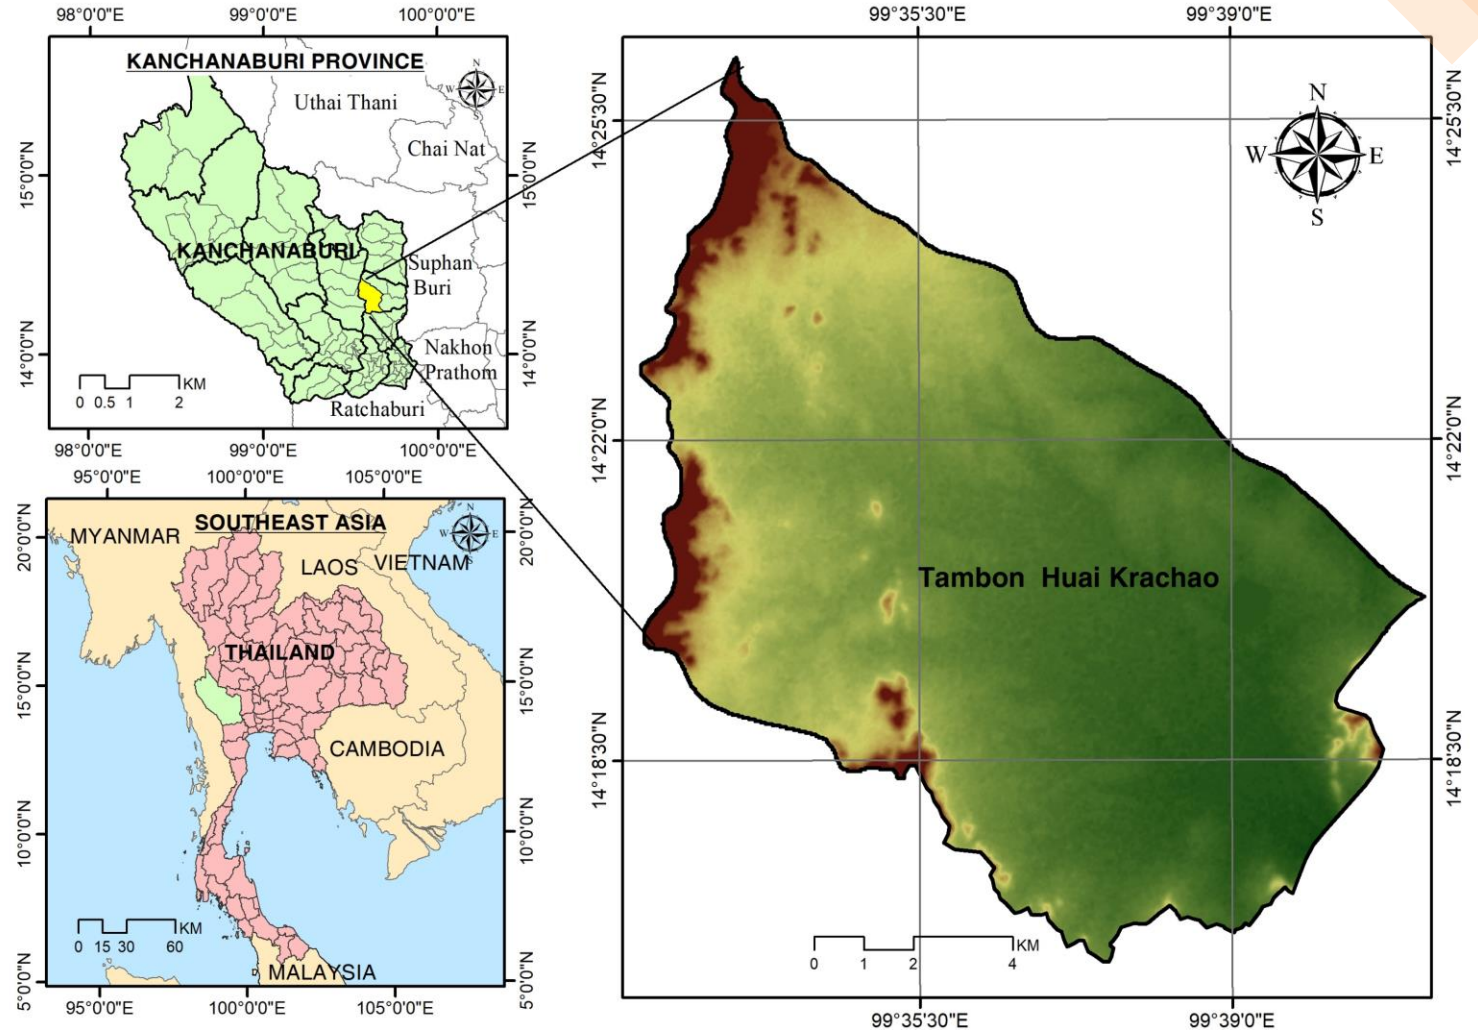 98°0'0"E 99°0'0"E 100°0'0"E
KANCHANABURI PROVINCE
N
W E
Uthai Thani
Chai Nat
15°0'0"N
15°0'0"N
KANCHANABURI
Suphan
Buri
Nakhon
Prathom
14°0'0"N
14°0'0"N
KM
0 0.5 1 2
Ratchaburi
98°0'0"E 99°0'0"E 100°0'0"E
95°0'0"E 100°0'0"E 105°0'0"E
SOUTHEAST ASIA
N
W E
S
MYANMAR
LAOS
VIETNAM
20°0'0"N
20°0'0"N
THAILAND
15°0'0"N
15°0'0"N
CAMBODIA
10°0'0"N
10°0'0"N
KM
0 15 30 60
MALAYSIA
5°0'0"N
5°0'0"N
95°0'0"E 100°0'0"E 105°0'0"E
99°35'30"E 99°39'0"E
14°25'30"N
14°25'30"N
N
W E
S
14°22'0"N
14°22'0"N
Tambon Huai Krachao
14°18'30"N
14°18'30"N
KM
0 1 2 4
99°35'30"E 99°39'0"E